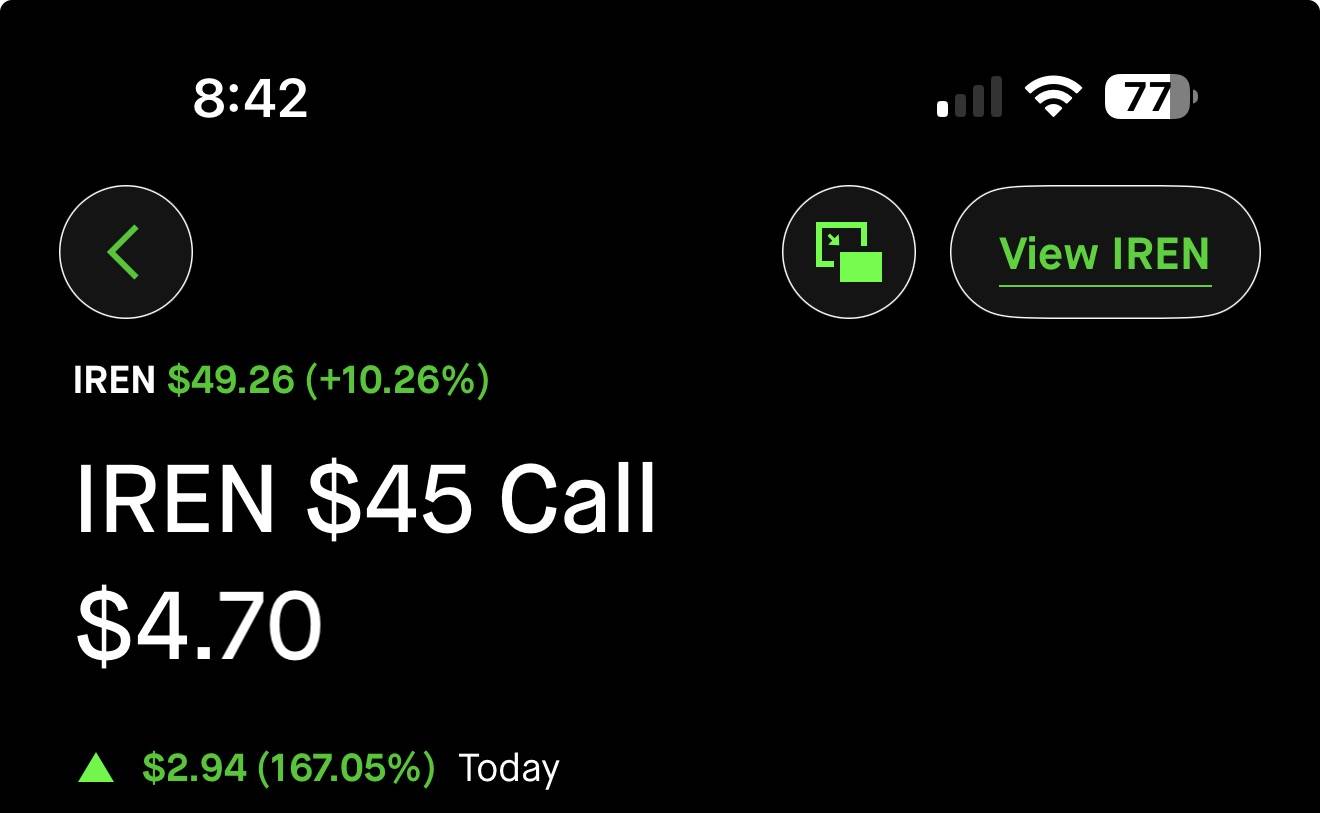 8:42
77
View IREN
IREN $49.26 (+10.26%)
IREN $45 Call
$4.70
▲ $2.94 (167.05%) Today